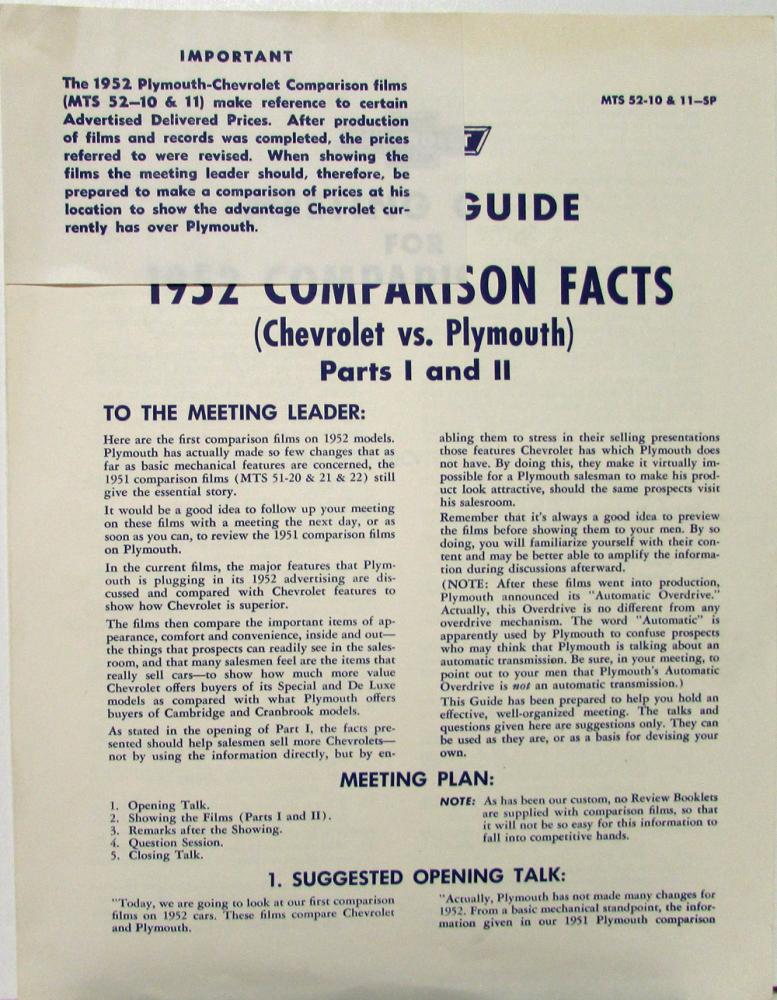 IMPORTANT
The 1952 Plymouth-Chevrolet Comparison films
(MTS 52—10 & 11) make reference to certain
Advertised Delivered Prices. After production
of films and records was completed, the prices
referred to were revised. When showing the
films the meeting leader should, therefore, be
prepared to make a comparison of prices at his
location to show the advantage Chevrolet cur-
rently has over Plymouth.
MTS 52-10 & 11—SP
GUIDE
FOR
1952 COMPARISON FACTS
(Chevrolet vs. Plymouth)
Parts I and II
TO THE MEETING LEADER:
Here are the first comparison films on 1952 models.
Plymouth has actually made so few changes that as
far as basic mechanical features are concerned, the
1951 comparison films (MTS 51-20 & 21 & 22) still
give the essential story.
It would be a good idea to follow up your meeting
on these films with a meeting the next day, or as
soon as you can, to review the 1951 comparison films
on Plymouth.
In the current films, the major features that Plym-
outh is plugging in its 1952 advertising are dis-
cussed and compared with Chevrolet features to
show how Chevrolet is superior.
The films then compare the important items of ap-
pearance, comfort and convenience, inside and out—
the things that prospects can readily see in the sales-
room, and that many salesmen feel are the items that
really sell cars—to show how much more value
Chevrolet offers buyers of its Special and De Luxe
models as compared with what Plymouth offers
buyers of Cambridge and Cranbrook models.
As stated in the opening of Part I, the facts pre-
sented should help salesmen sell more Chevrolets—
not by using the information directly, but by en-
abling them to stress in their selling presentations
those features Chevrolet has which Plymouth does
not have. By doing this, they make it virtually im-
possible for a Plymouth salesman to make his prod-
uct look attractive, should the same prospects visit
his salesroom.
Remember that it's always a good idea to preview
the films before showing them to your men. By so
doing, you will familiarize yourself with their con-
tent and may be better able to amplify the informa-
tion during discussions afterward.
(NOTE: After these films went into production,
Plymouth announced its "Automatic Overdrive."
Actually, this Overdrive is no different from any
overdrive mechanism. The word "Automatic" is
apparently used by Plymouth to confuse prospects
who may think that Plymouth is talking about an
automatic transmission. Be sure, in your meeting, to
point out to your men that Plymouth's Automatic
Overdrive is not an automatic transmission.)
This Guide has been prepared to help you hold an
effective, well-organized meeting. The talks and
questions given here are suggestions only. They can
be used as they are, or as a basis for devising your
own.
MEETING PLAN:
1. Opening Talk.
2. Showing the Films (Parts I and II).
3. Remarks after the Showing.
4. Question Session.
5. Closing Talk.
NOTE: As has been our custom, no Review Booklets
are supplied with comparison films, so that
it will not be so easy for this information to
fall into competitive hands.
1. SUGGESTED OPENING TALK:
"Today, we are going to look at our first comparison
films on 1952 cars. These films compare Chevrolet
and Plymouth.
"Actually, Plymouth has not made many changes for
1952. From a basic mechanical standpoint, the infor-
mation given in our 1951 Plymouth comparison